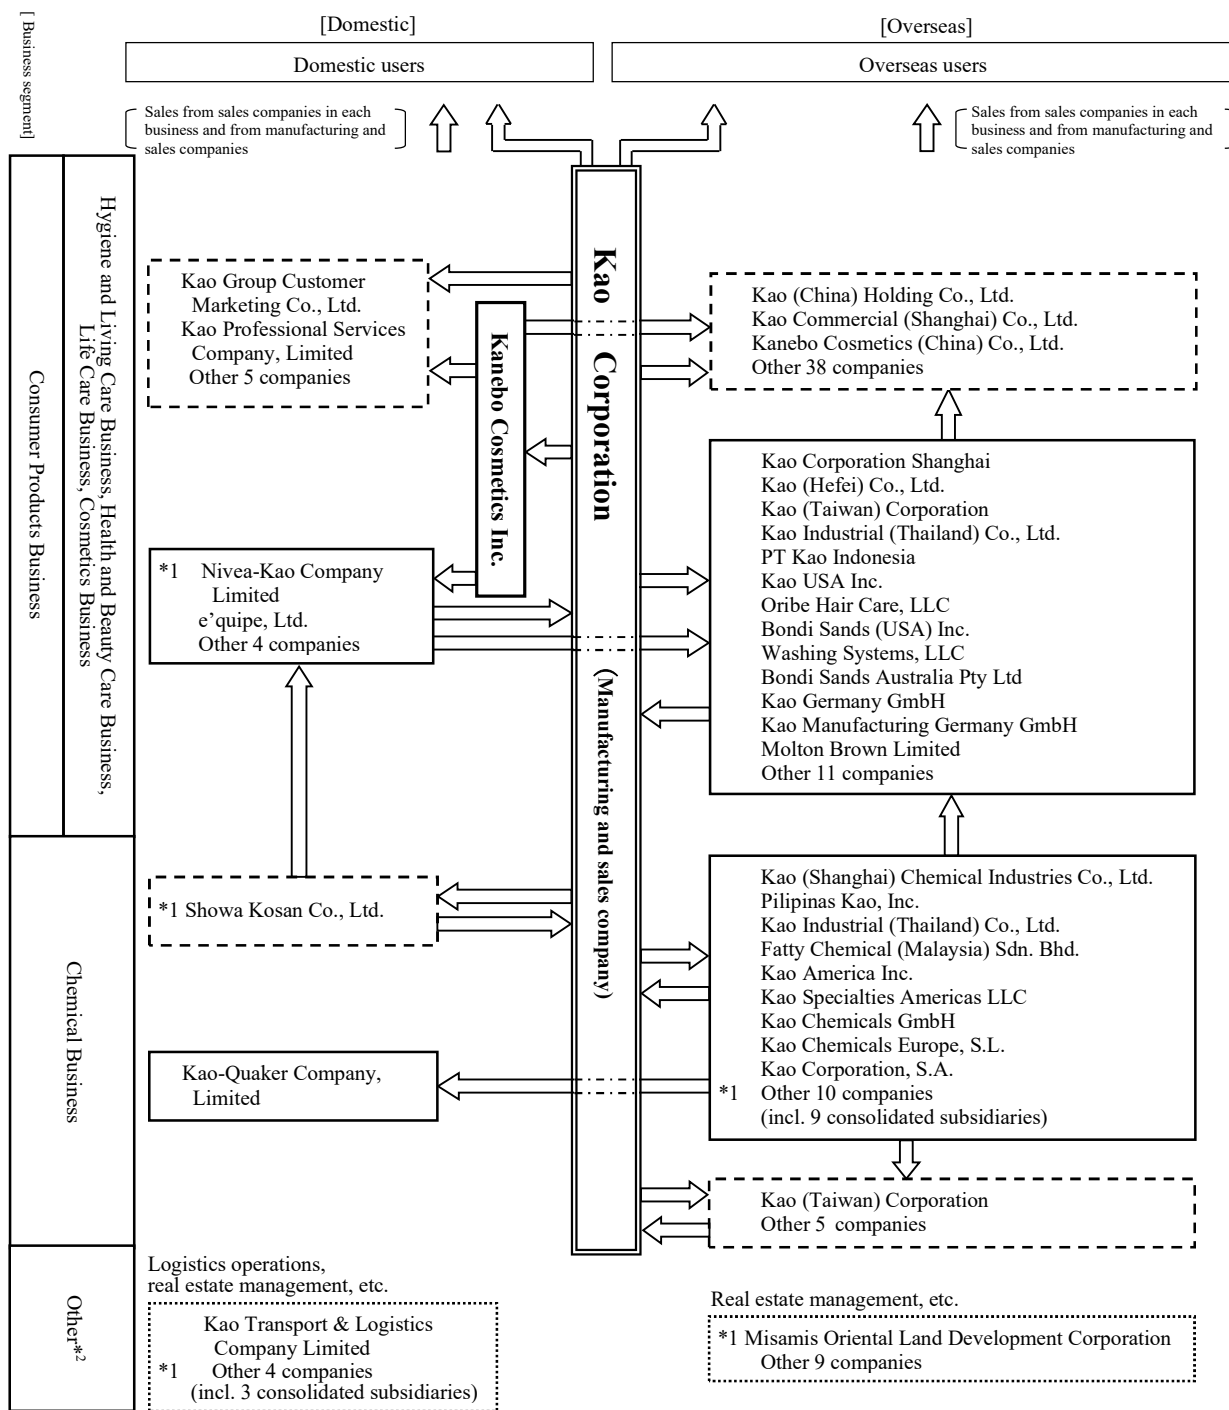 [ Business segment]
[Domestic]
[Overseas]
Domestic users
Overseas users
Sales from sales companies in each
business and from manufacturing and
sales companies
Sales from sales companies in each
business and from manufacturing and
sales companies
Consumer Products Business
Hygiene and Living Care Business, Health and Beauty Care Business,
Life Care Business, Cosmetics Business
Kao Group Customer
Marketing Co., Ltd.
Kao Professional Services
Company, Limited
Other 5 companies
Kanebo Cosmetics Inc.
Kao Corporation (Manufacturing and sales company)
Kao (China) Holding Co., Ltd.
Kao Commercial (Shanghai) Co., Ltd.
Kanebo Cosmetics (China) Co., Ltd.
Other 38 companies
*1 Nivea-Kao Company
Limited
e'quipe, Ltd.
Other 4 companies
Kao Corporation Shanghai
Kao (Hefei) Co., Ltd.
Kao (Taiwan) Corporation
Kao Industrial (Thailand) Co., Ltd.
PT Kao Indonesia
Kao USA Inc.
Oribe Hair Care, LLC
Bondi Sands (USA) Inc.
Washing Systems, LLC
Bondi Sands Australia Pty Ltd
Kao Germany GmbH
Kao Manufacturing Germany GmbH
Molton Brown Limited
Other 11 companies
Chemical Business
*1 Showa Kosan Co., Ltd.
Kao-Quaker Company,
Limited
Kao (Shanghai) Chemical Industries Co., Ltd.
Pilipinas Kao, Inc.
Kao Industrial (Thailand) Co., Ltd.
Fatty Chemical (Malaysia) Sdn. Bhd.
Kao America Inc.
Kao Specialties Americas LLC
Kao Chemicals GmbH
Kao Chemicals Europe, S.L.
Kao Corporation, S.A.
*1 Other 10 companies
(incl. 9 consolidated subsidiaries)
Kao (Taiwan) Corporation
Other 5 companies
Other*2
Logistics operations,
real estate management, etc.
Kao Transport & Logistics
Company Limited
*1 Other 4 companies
(incl. 3 consolidated subsidiaries)
Real estate management, etc.
*1 Misamis Oriental Land Development Corporation
Other 9 companies